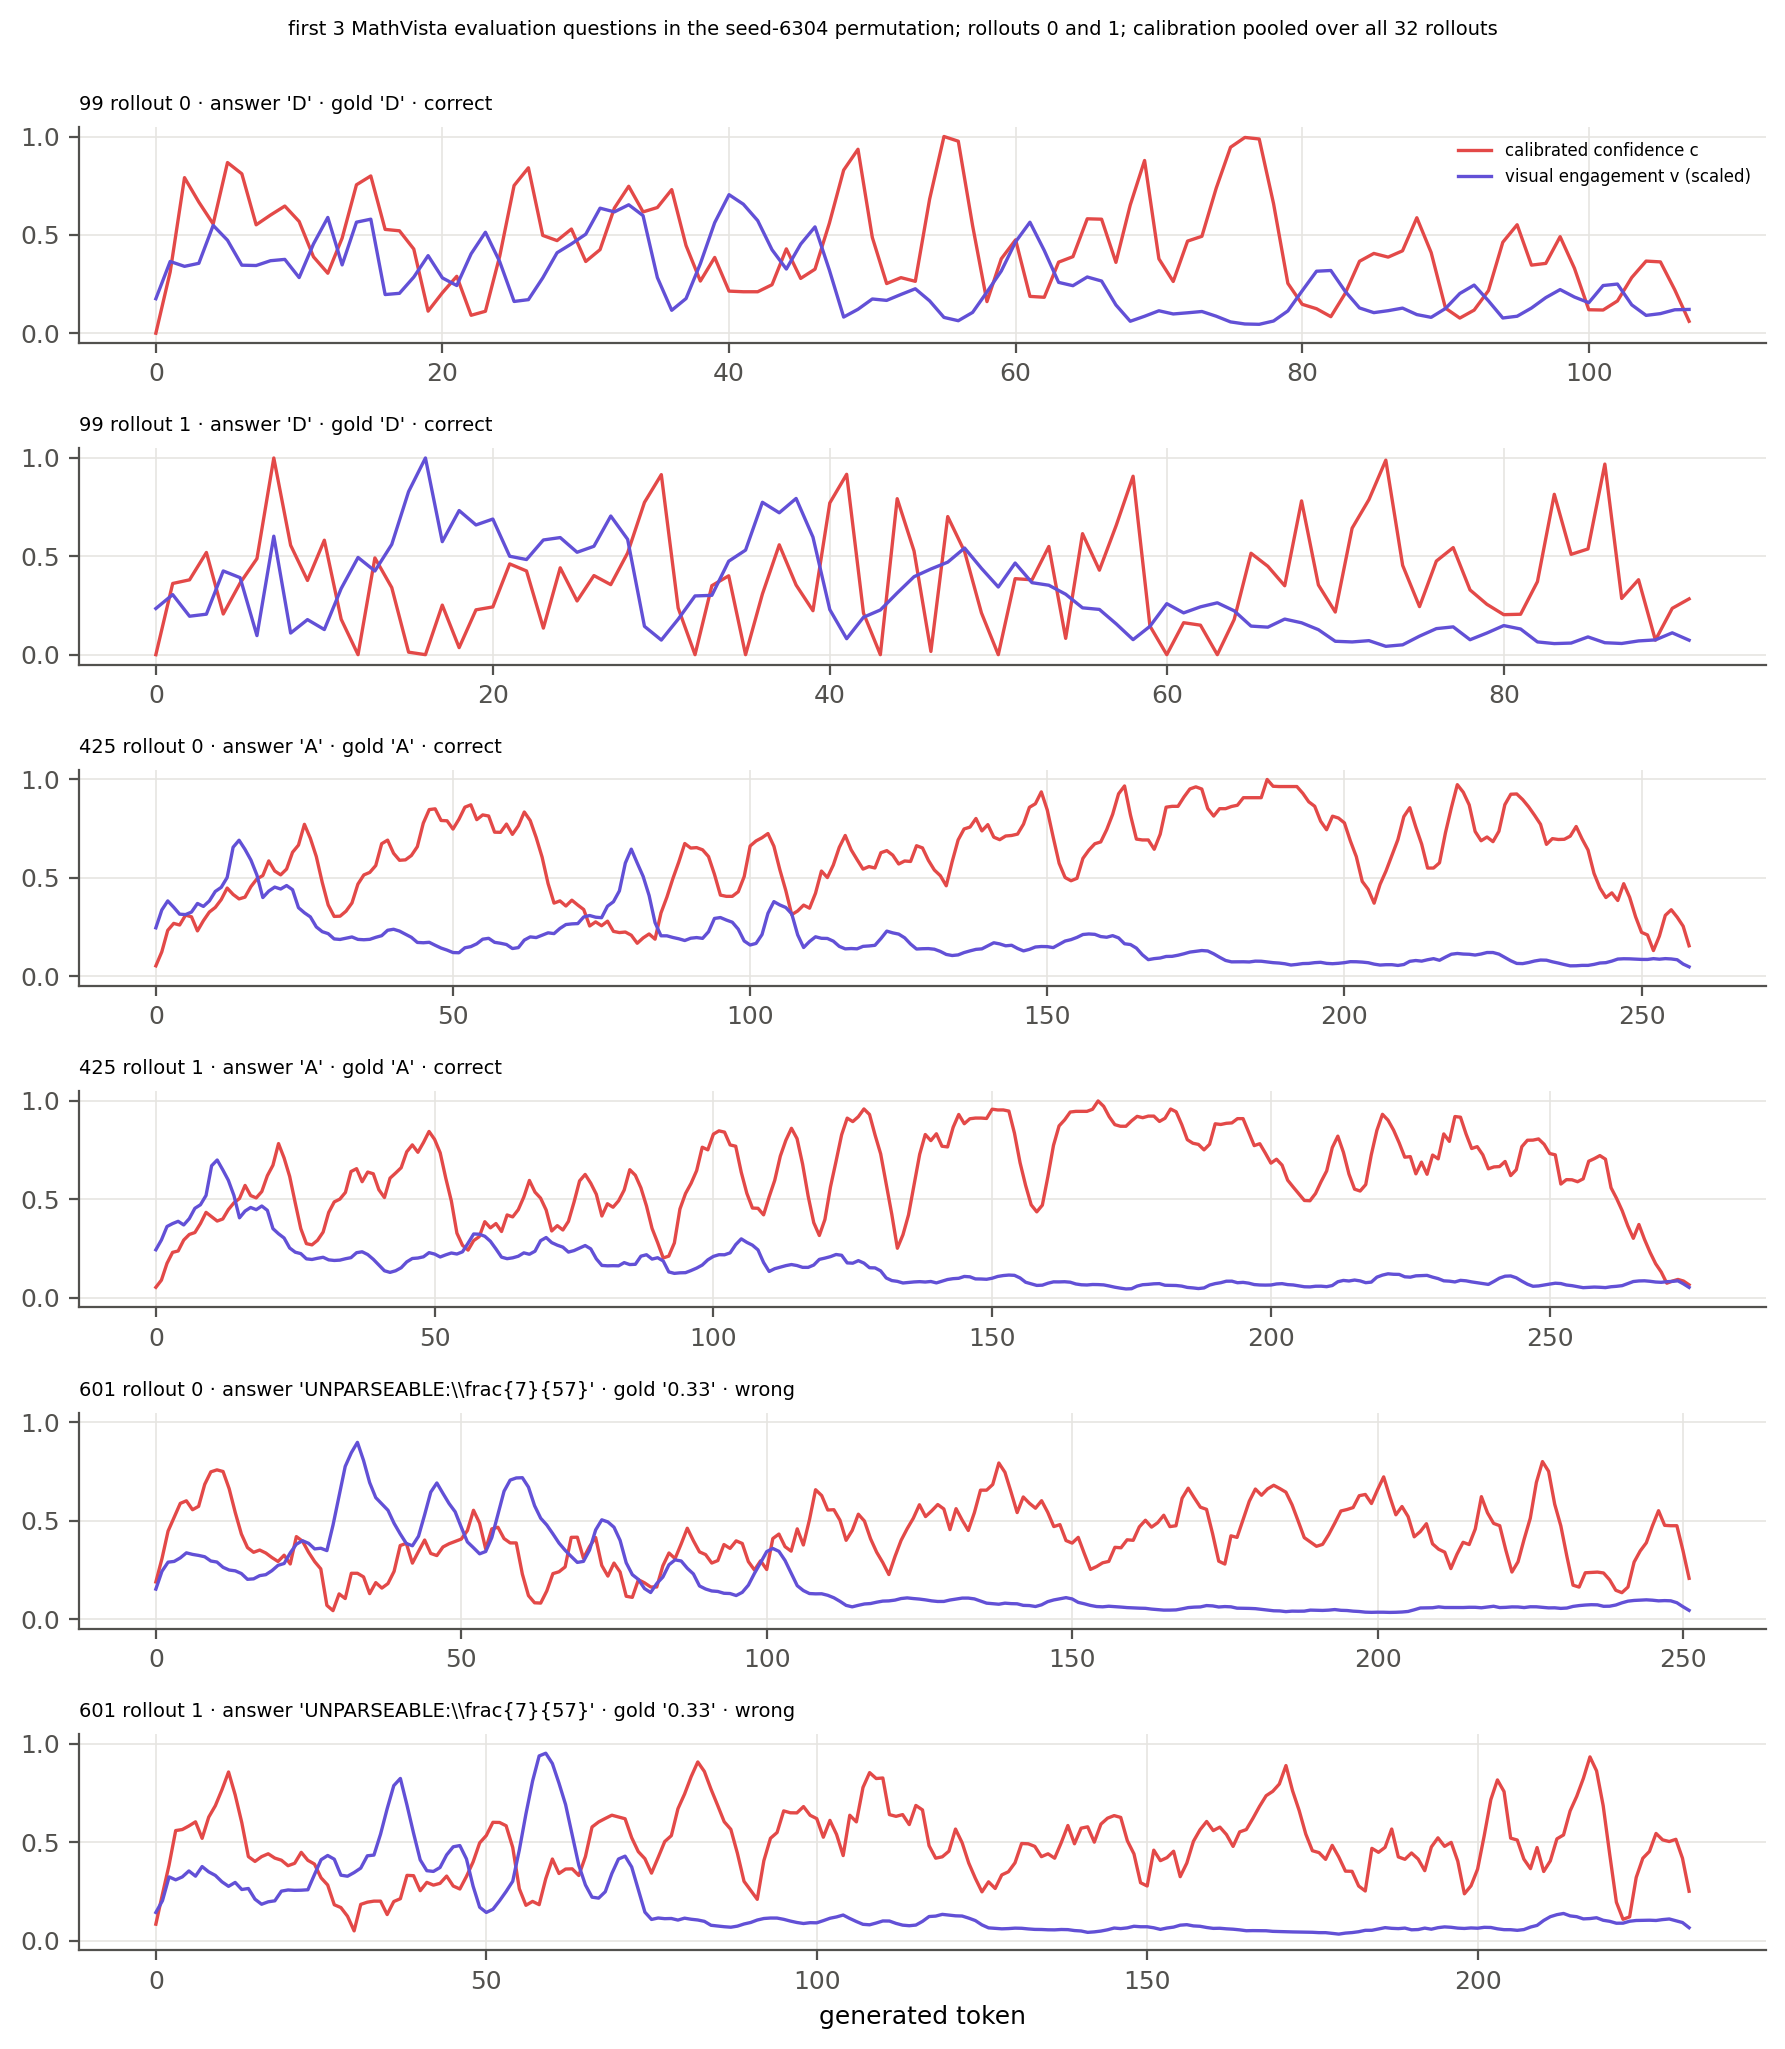 first 3 MathVista evaluation questions in the seed-6304 permutation; rollouts 0 and 1; calibration pooled over all 32 rollouts
99 rollout 0 · answer 'D' · gold 'D' · correct
1.0
0.5
0.0
calibrated confidence c
visual engagement v (scaled)
0 20 40 60 80 100
99 rollout 1 · answer 'D' · gold 'D' · correct
1.0
0.5
0.0
0 20 40 60 80
425 rollout 0 · answer 'A' · gold 'A' · correct
1.0
0.5
0.0
0 50 100 150 200 250
425 rollout 1 · answer 'A' · gold 'A' · correct
1.0
0.5
0.0
0 50 100 150 200 250
601 rollout 0 · answer 'UNPARSEABLE:\\frac{7}{57}' · gold '0.33' · wrong
1.0
0.5
0.0
0 50 100 150 200 250
601 rollout 1 · answer 'UNPARSEABLE:\\frac{7}{57}' · gold '0.33' · wrong
1.0
0.5
0.0
0 50 100 150 200
generated token